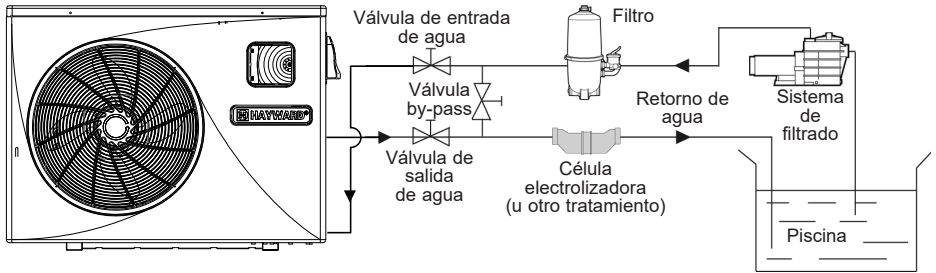 Válvula de entrada
de agua
Filtro
HAYWARD
Válvula
by-pass
Retorno de
agua
Sistema
de
filtrado
Válvula de
salida
de agua
Célula
electrolizadora
(u otro tratamiento)
Piscina